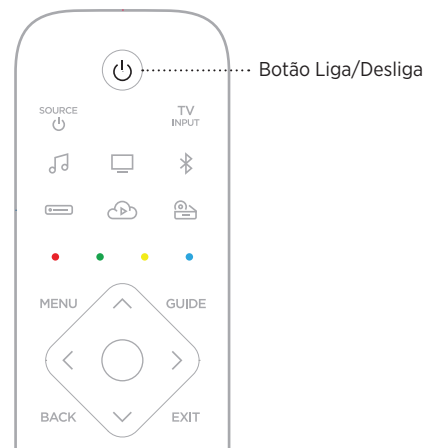 Botão Liga/Desliga
SOURCE
TV
INPUT
MENU
GUIDE
BACK
EXIT